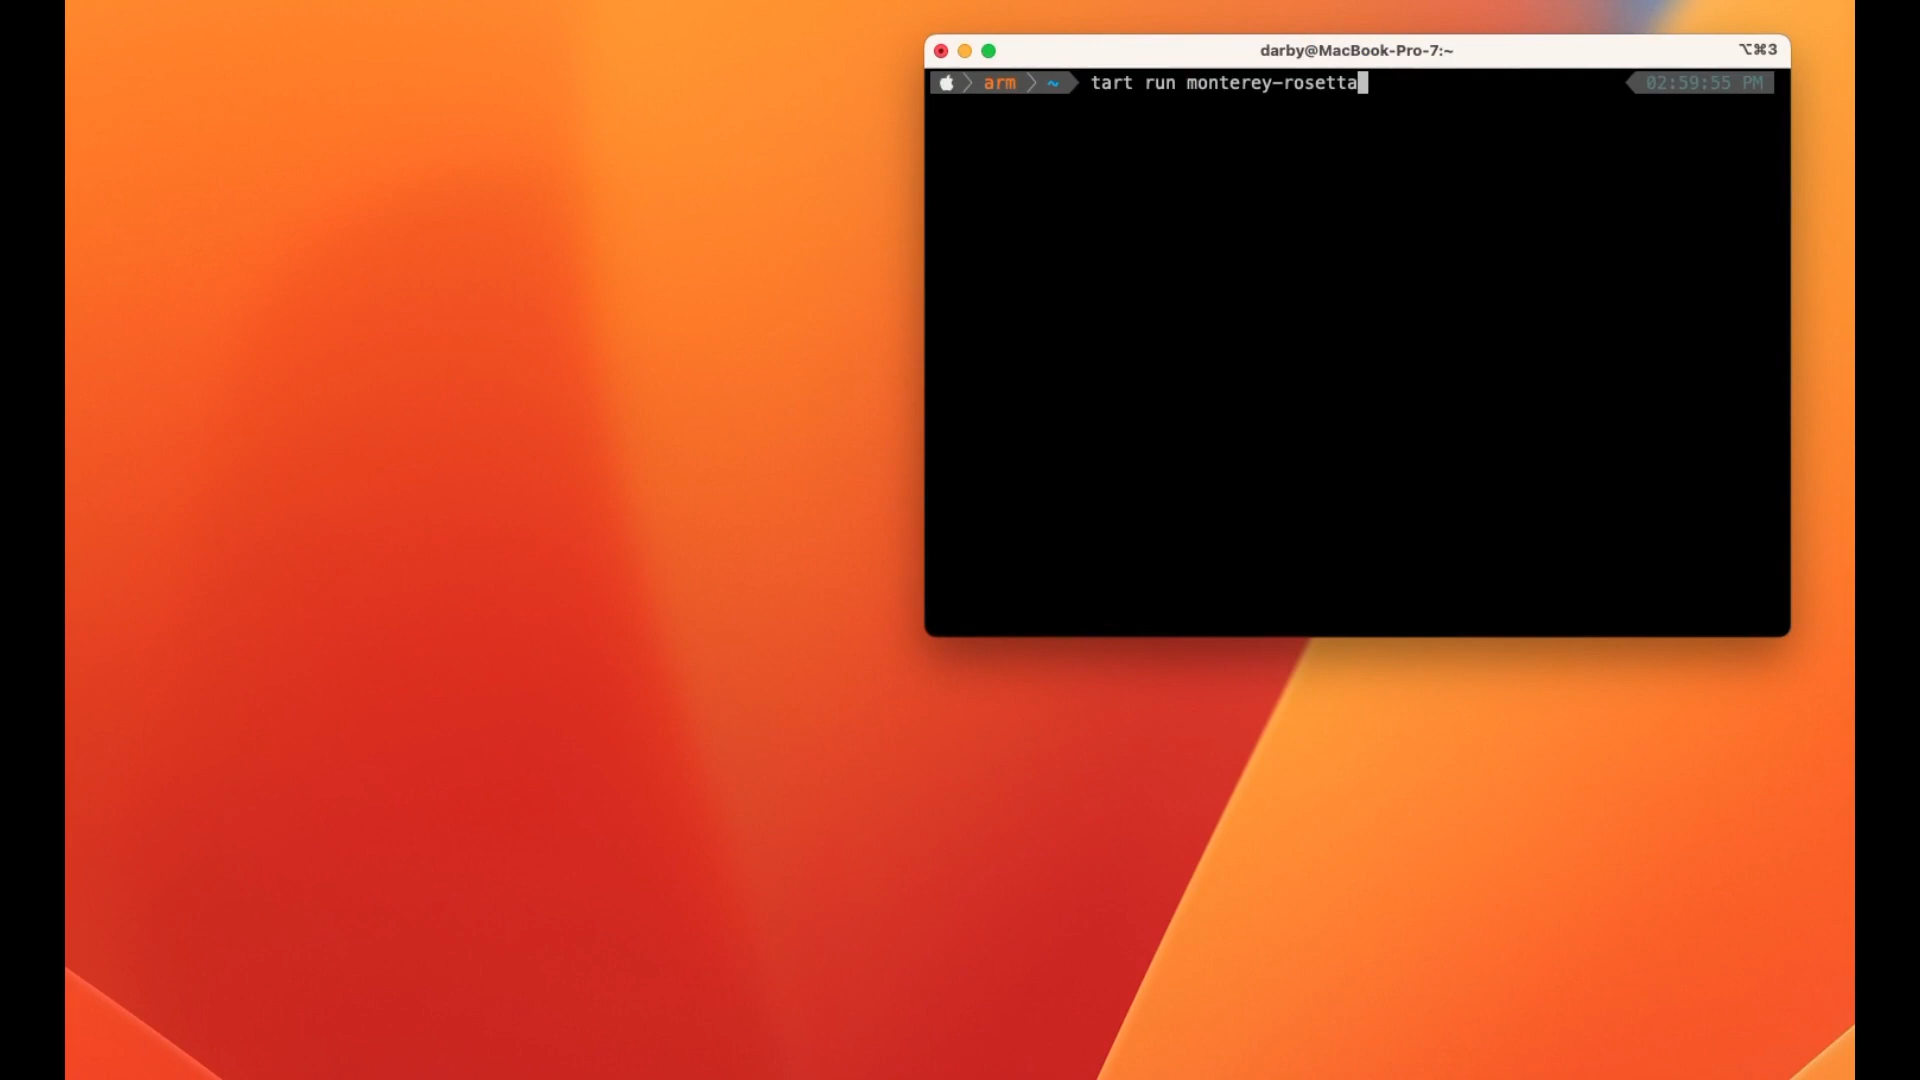 darby@MacBook-Pro-7:~
⌥⌘3
arm ~ tart run monterey-rosetta
02:59:55 PM